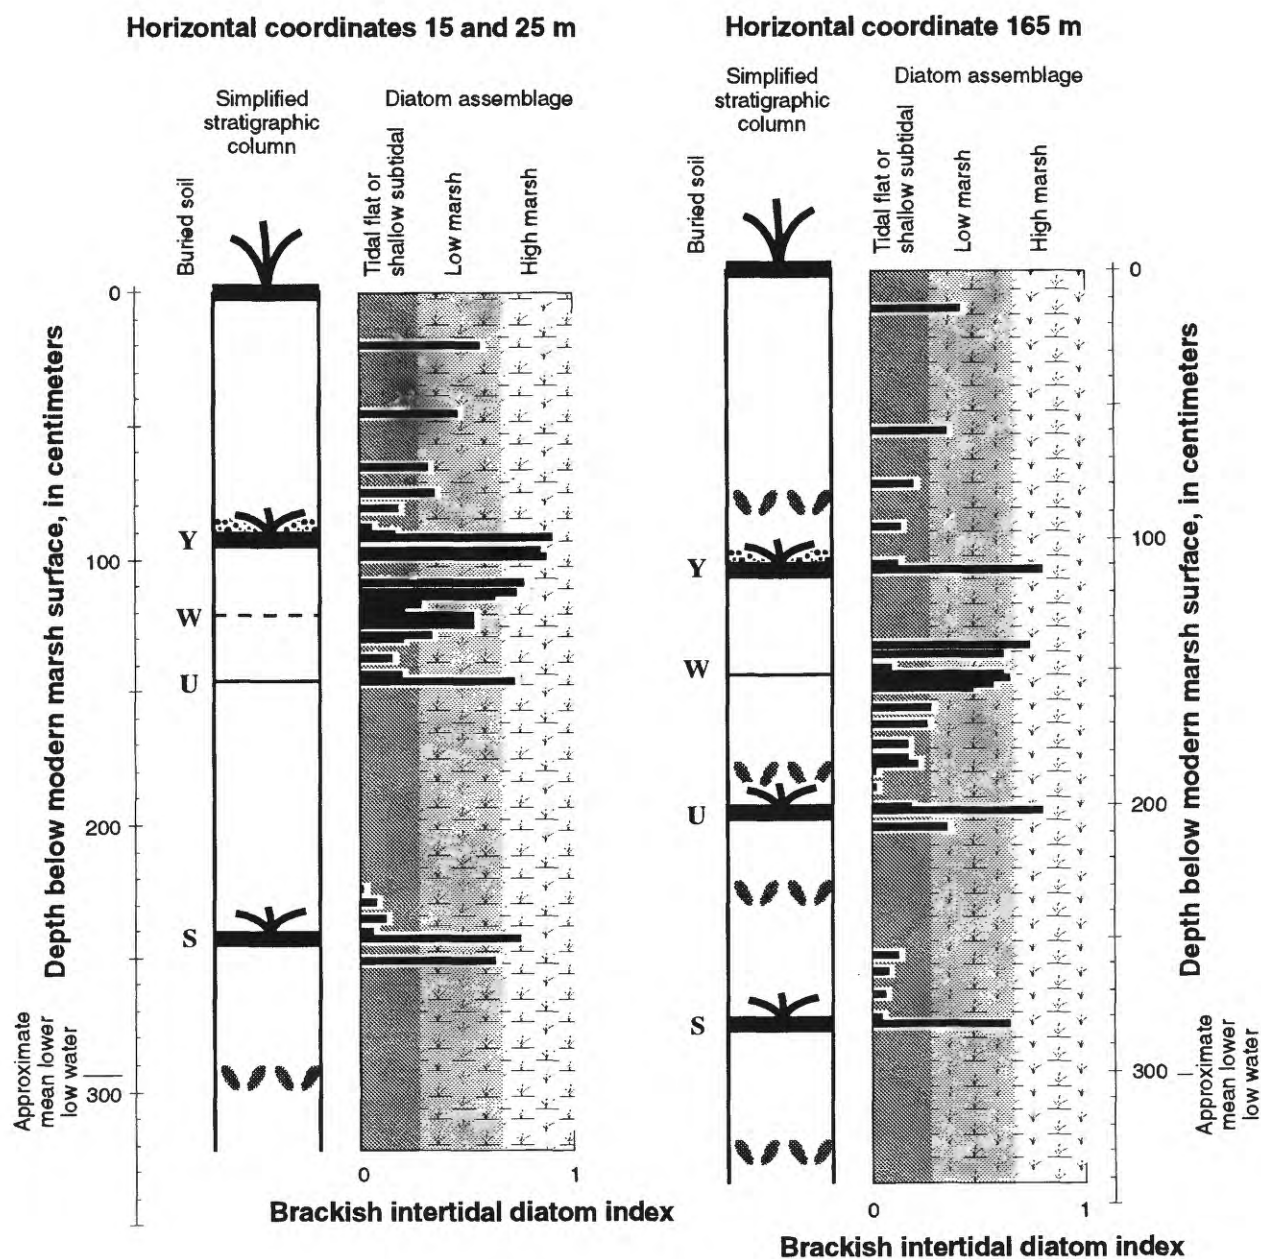 Horizontal coordinates 15 and 25 m
Simplified
stratigraphic
column
Diatom assemblage
Buried soil
Tidal flat or
shallow subtidal
Low marsh
High marsh
Depth below modern marsh surface, in centimeters
0
100
200
300
Y
W
U
S
Approximate
mean lower
low water
0
1
Brackish intertidal diatom index
Horizontal coordinate 165 m
Simplified
stratigraphic
column
Diatom assemblage
Buried soil
Tidal flat or
shallow subtidal
Low marsh
High marsh
Y
W
U
S
0
100
200
300
Depth below modern marsh surface, in centimeters
Approximate
mean lower
low water
0
1
Brackish intertidal diatom index